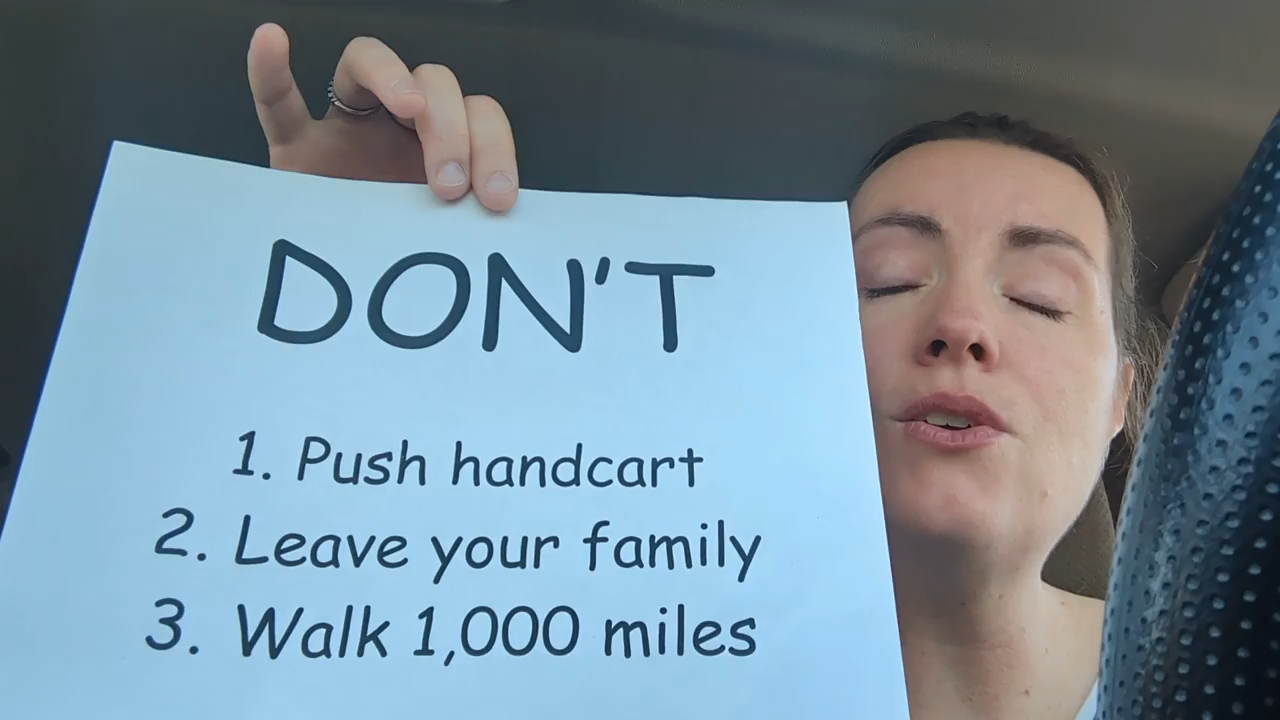 DON'T
1. Push handcart
2. Leave your family
3. Walk 1,000 miles